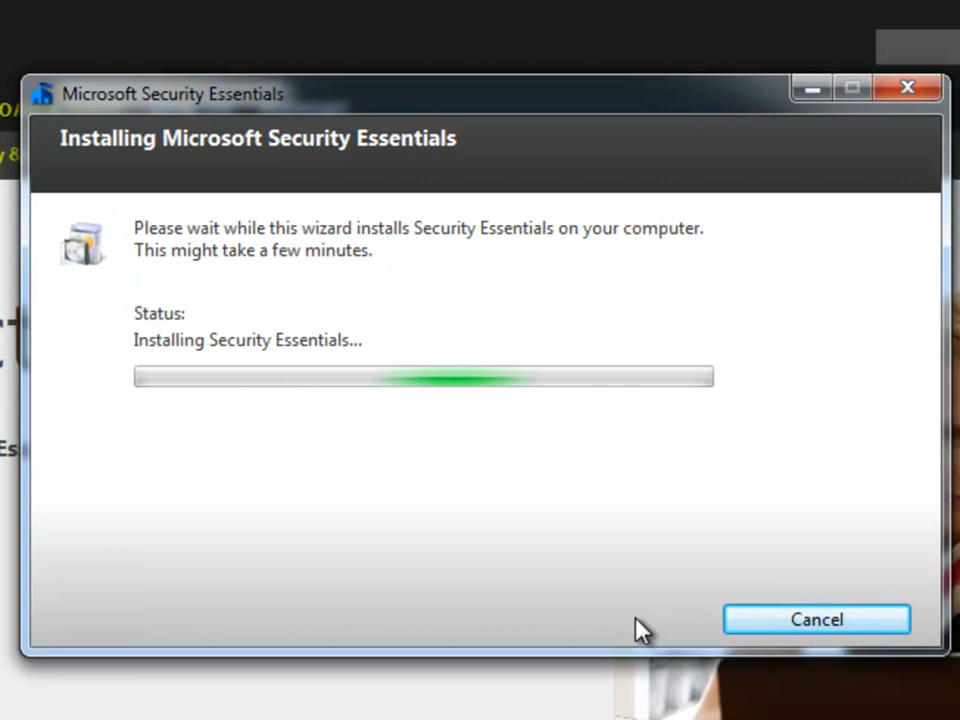 Microsoft Security Essentials
Installing Microsoft Security Essentials
Please wait while this wizard installs Security Essentials on your computer.
This might take a few minutes.
Status:
Installing Security Essentials...
Cancel